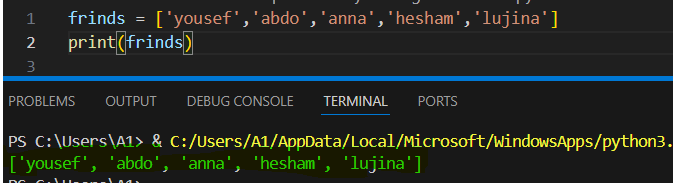 1 frinds = ['yousef','abdo','anna','hesham','lujina']
2 print(frinds)
3
PROBLEMS OUTPUT DEBUG CONSOLE TERMINAL PORTS
PS C:\Users\A1> & C:/Users/A1/AppData/Local/Microsoft/WindowsApps/python3.
['yousef', 'abdo', 'anna', 'hesham', 'lujina']
PS C:\Users\A1>